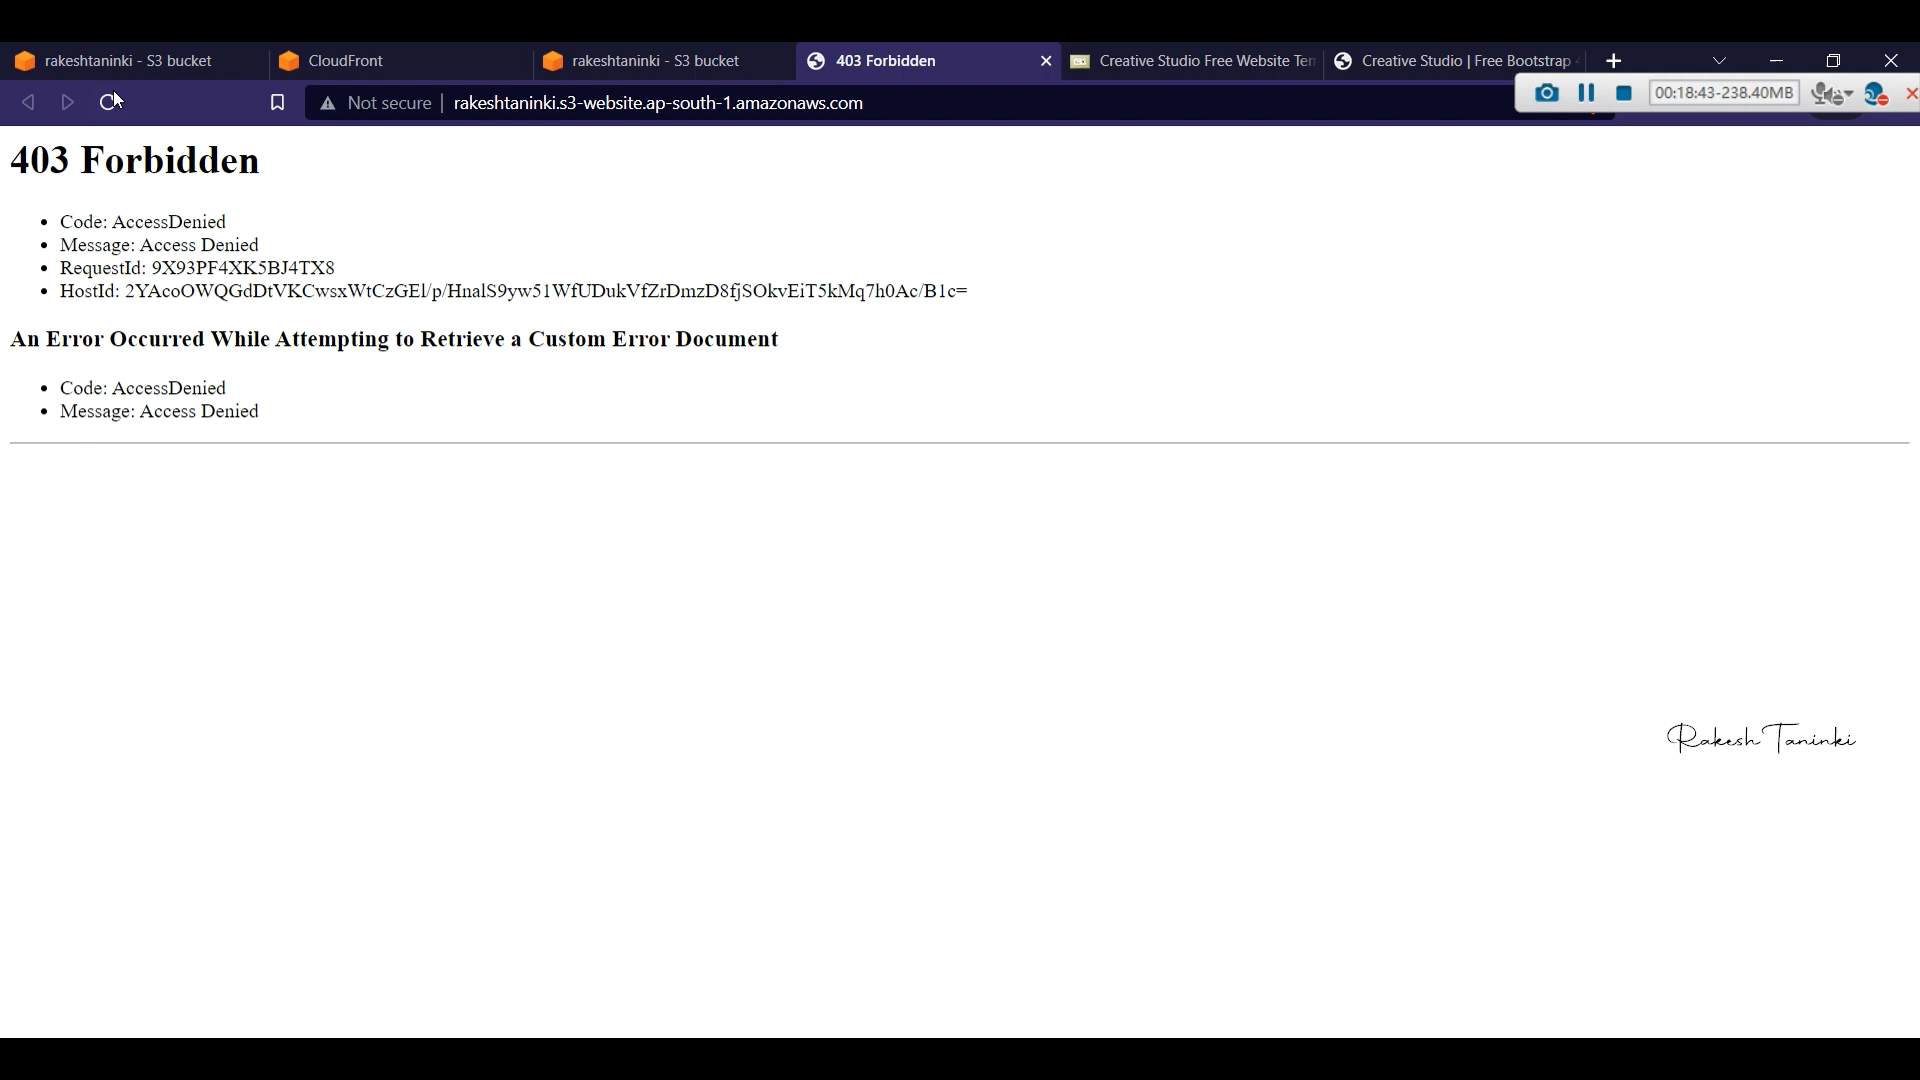 rakeshtaninki - S3 bucket
CloudFront
rakeshtaninki - S3 bucket
403 Forbidden
Creative Studio Free Website Tem
Creative Studio | Free Bootstrap
Not secure
rakeshtaninki.s3-website.ap-south-1.amazonaws.com
00:18:43-238.40MB
403 Forbidden
• Code: AccessDenied
• Message: Access Denied
• RequestId: 9X93PF4XK5BJ4TX8
• HostId: 2YAcoOWQGdDtVKCwsxWtCzGEl/p/HnalS9yw51WfUDukVfZrDmzD8fjSOkvEiT5kMq7h0Ac/B1c=
An Error Occurred While Attempting to Retrieve a Custom Error Document
• Code: AccessDenied
• Message: Access Denied
Rakesh Taninki